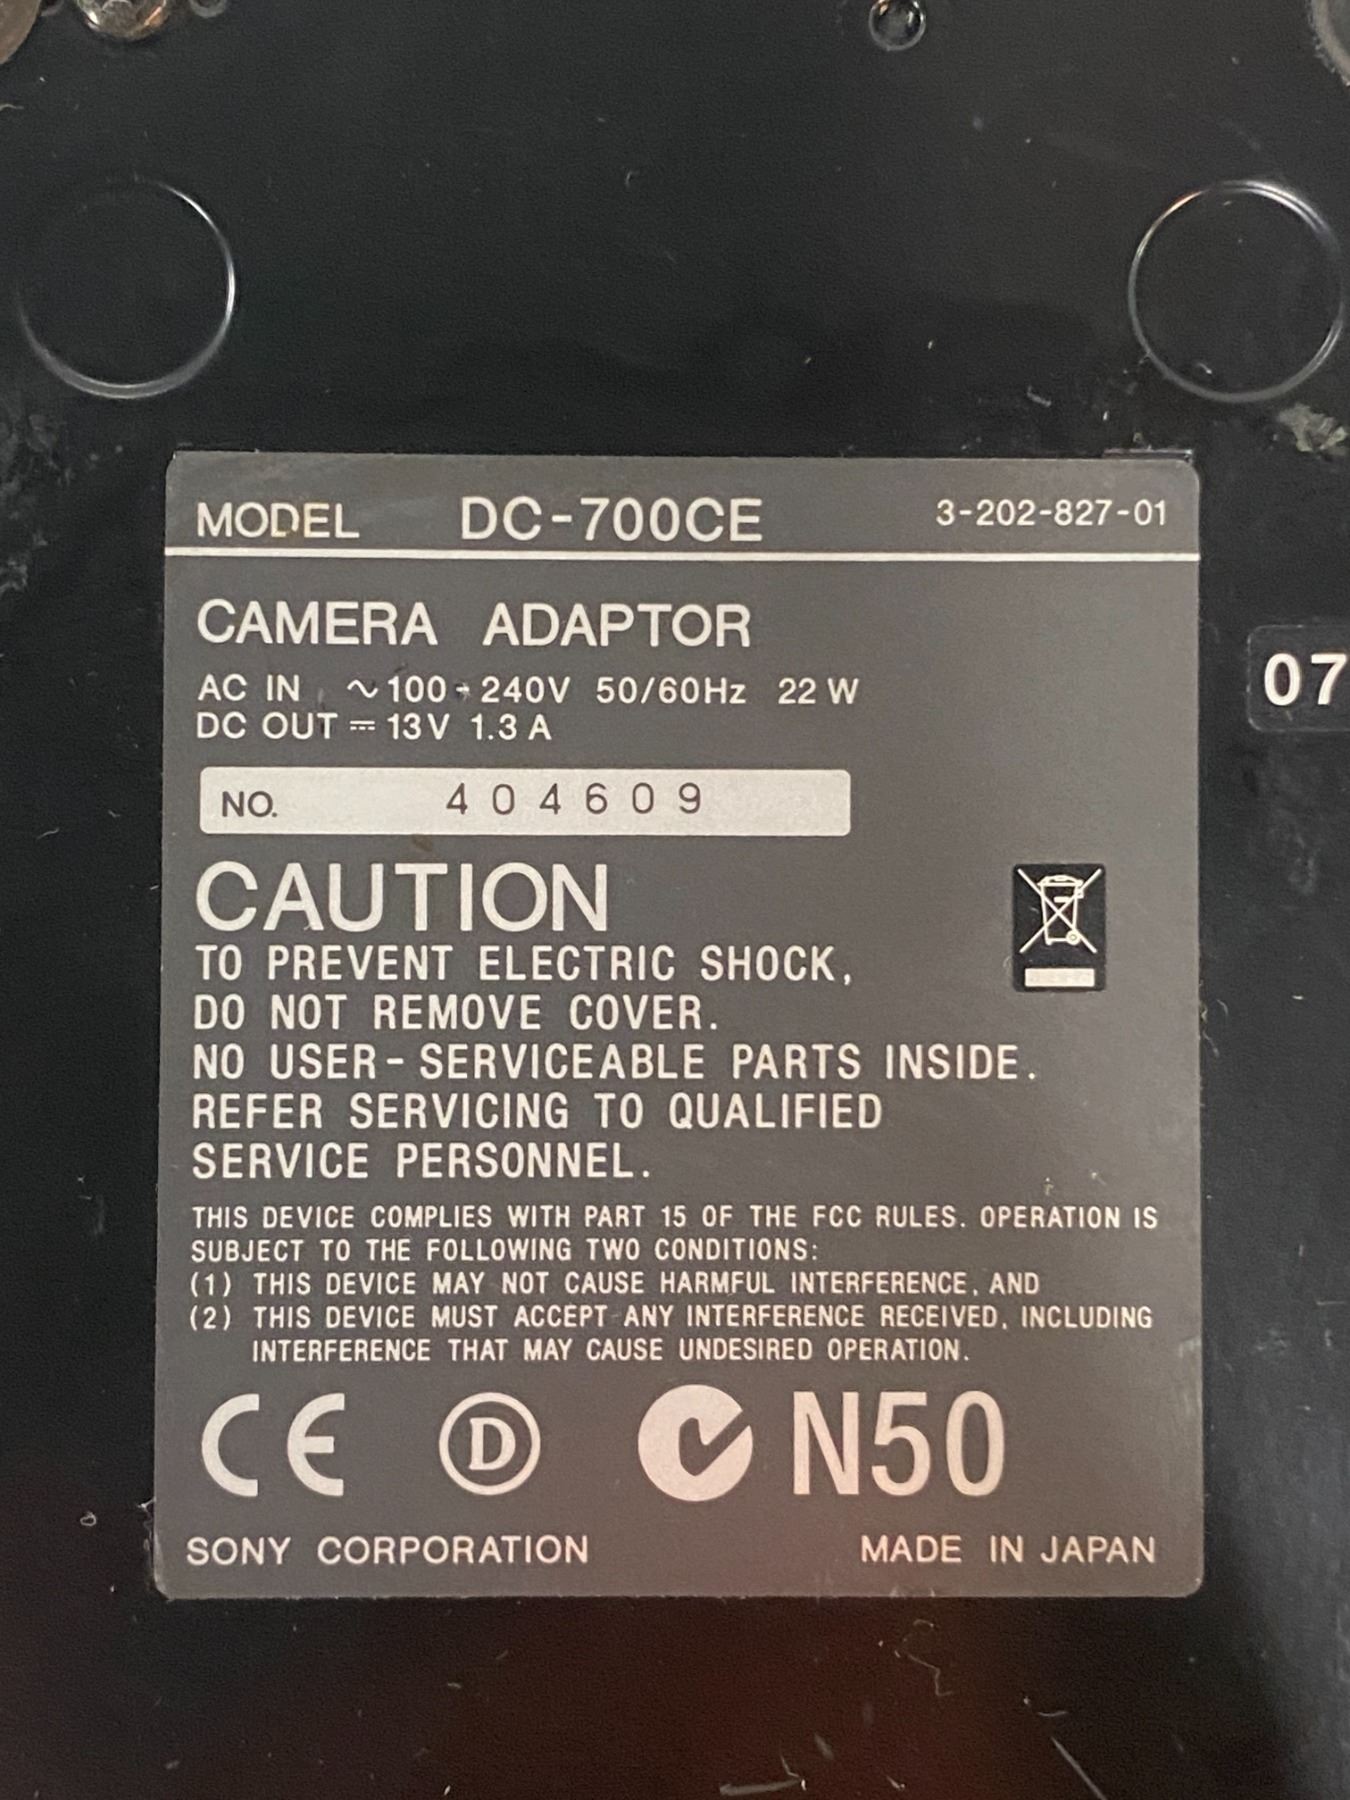 MODEL DC-700CE 3-202-827-01
CAMERA ADAPTOR
AC IN ~100-240V 50/60Hz 22 W
DC OUT ⎓ 13V 1.3 A
07
NO. 404609
CAUTION
TO PREVENT ELECTRIC SHOCK,
DO NOT REMOVE COVER.
NO USER-SERVICEABLE PARTS INSIDE.
REFER SERVICING TO QUALIFIED
SERVICE PERSONNEL.
THIS DEVICE COMPLIES WITH PART 15 OF THE FCC RULES. OPERATION IS
SUBJECT TO THE FOLLOWING TWO CONDITIONS:
(1) THIS DEVICE MAY NOT CAUSE HARMFUL INTERFERENCE, AND
(2) THIS DEVICE MUST ACCEPT ANY INTERFERENCE RECEIVED, INCLUDING
INTERFERENCE THAT MAY CAUSE UNDESIRED OPERATION.
CE D N50
SONY CORPORATION MADE IN JAPAN